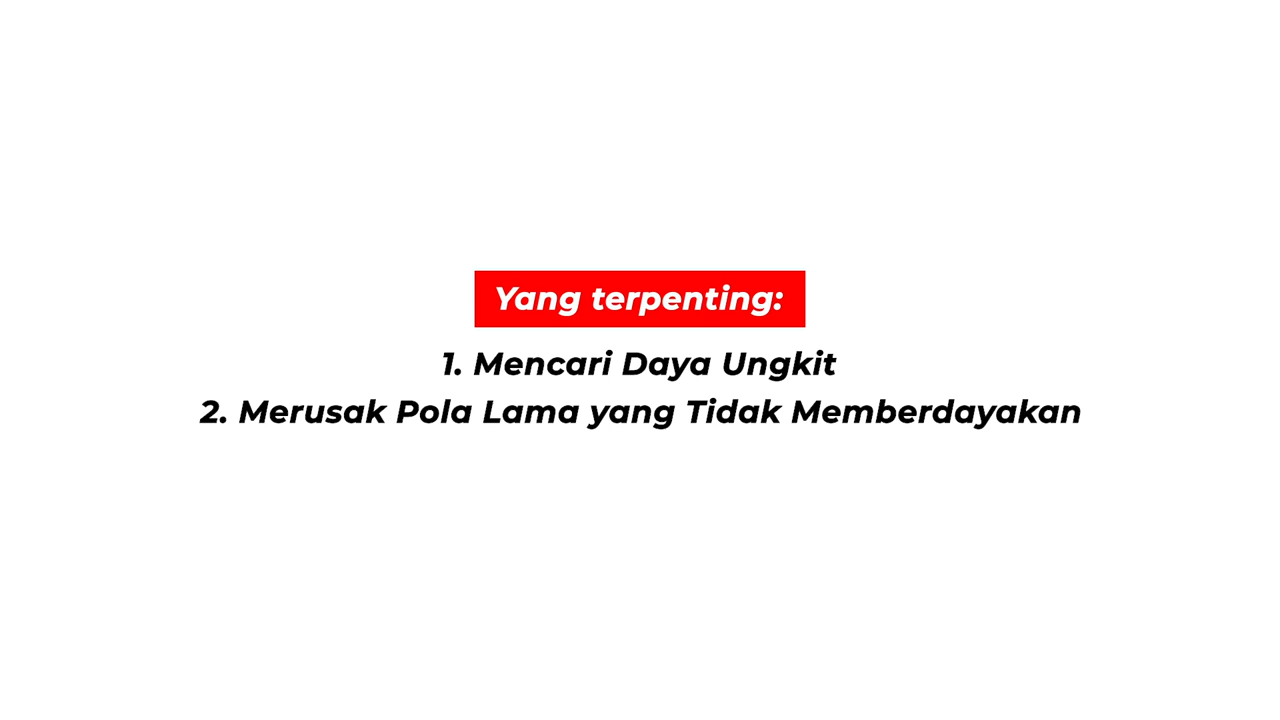 Yang terpenting:
1. Mencari Daya Ungkit
2. Merusak Pola Lama yang Tidak Memberdayakan